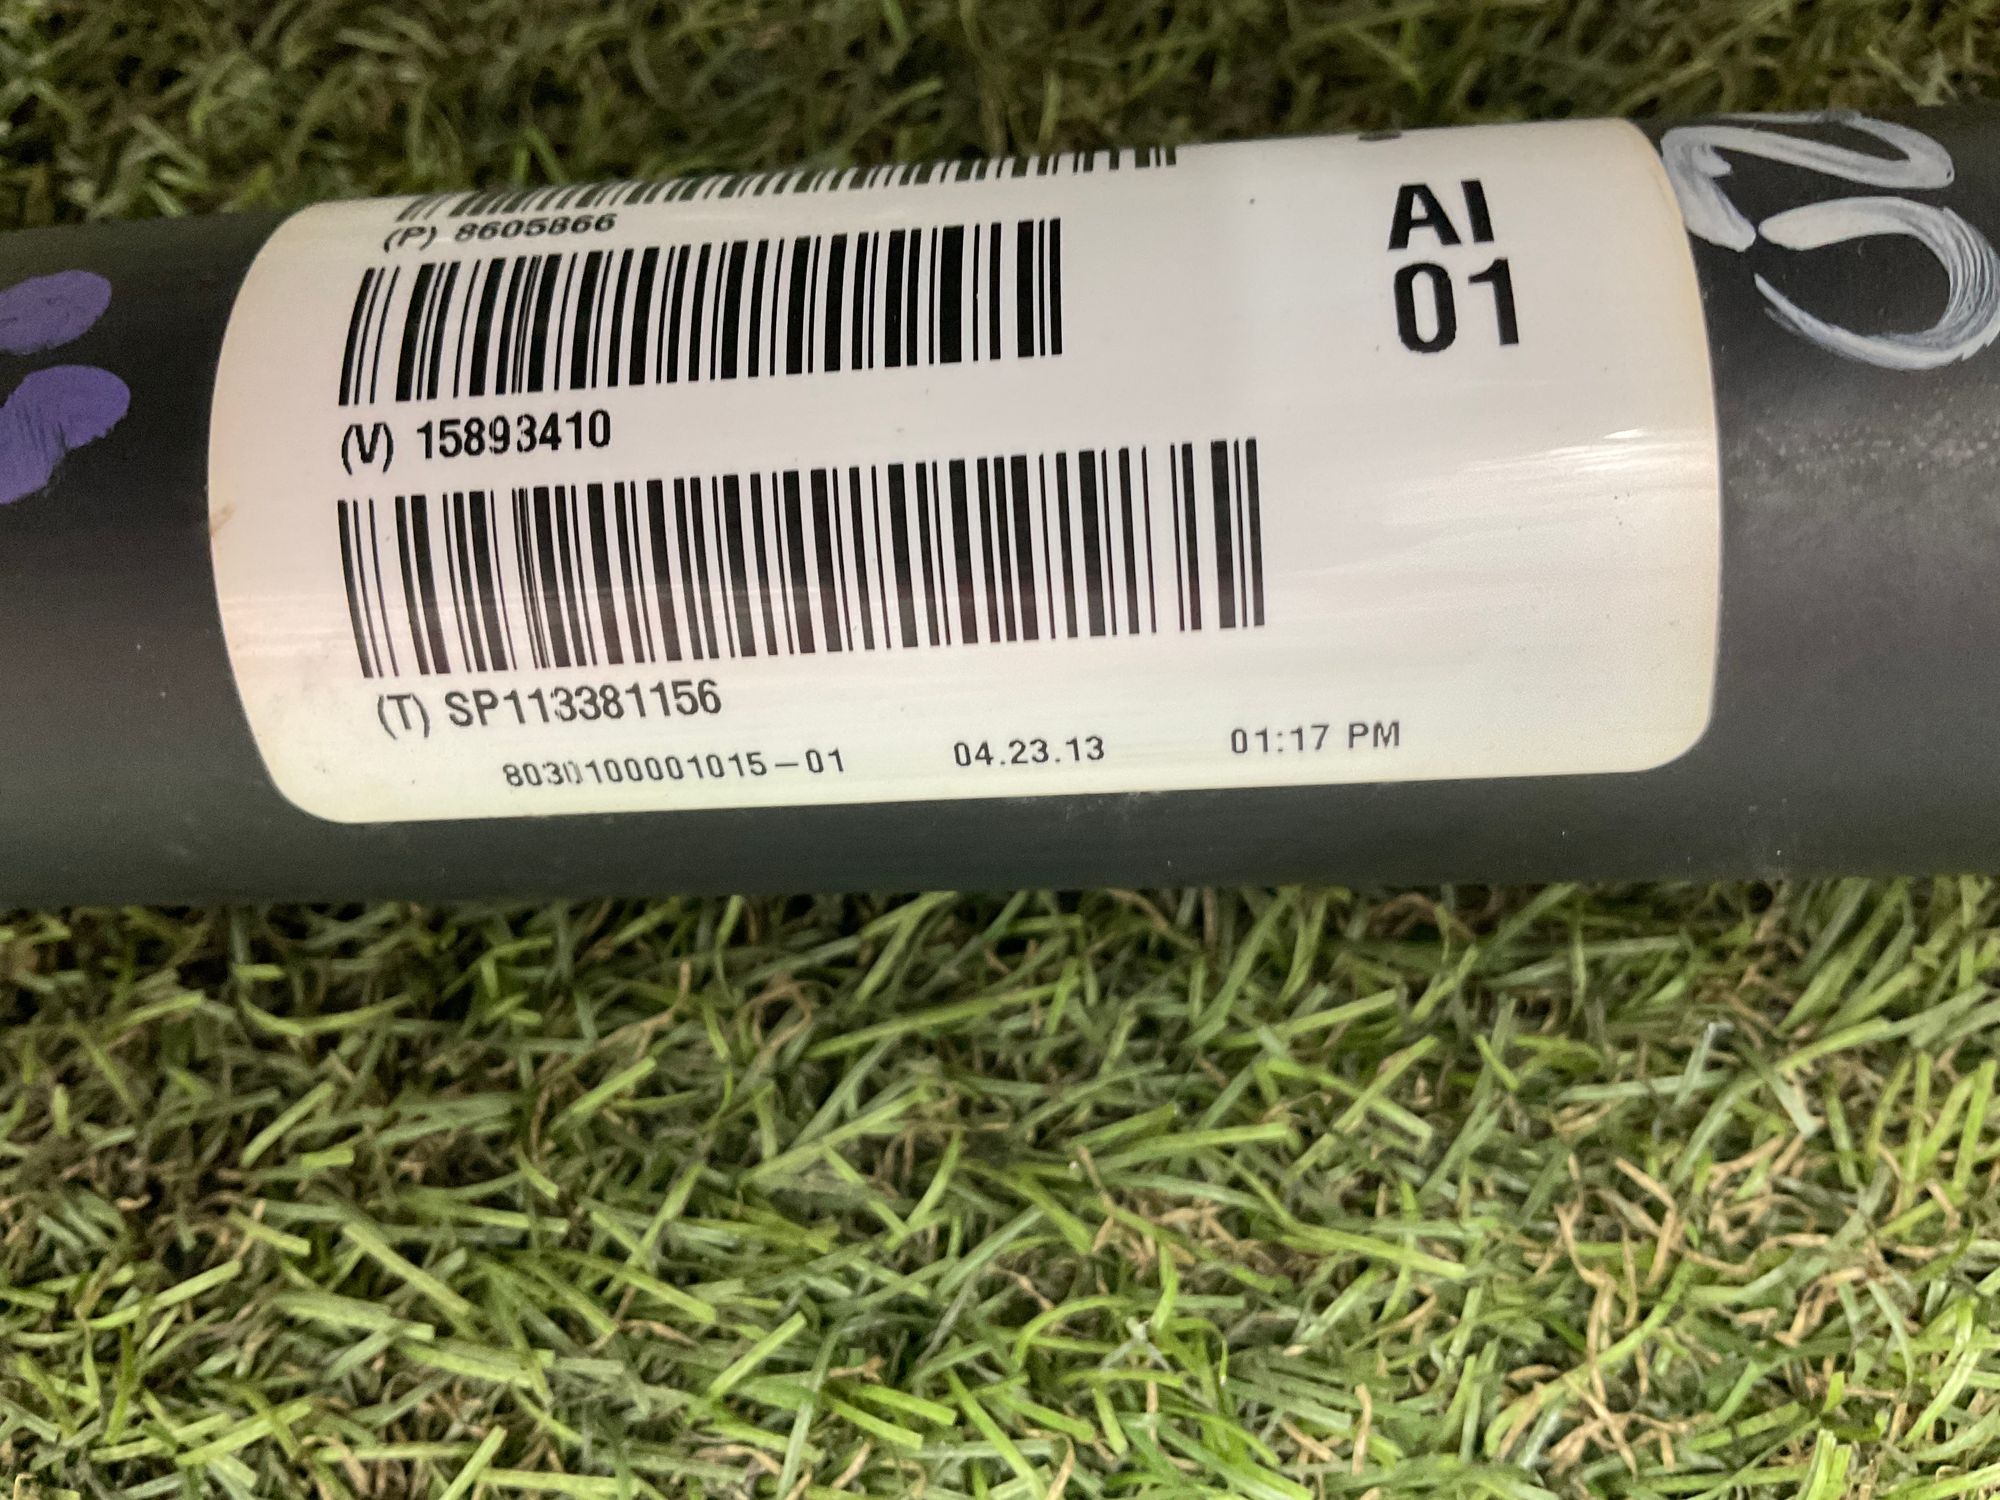 (P) 8605866
AI
01
(V) 15893410
(T) SP113381156
8030100001015-01 04.23.13 01:17 PM